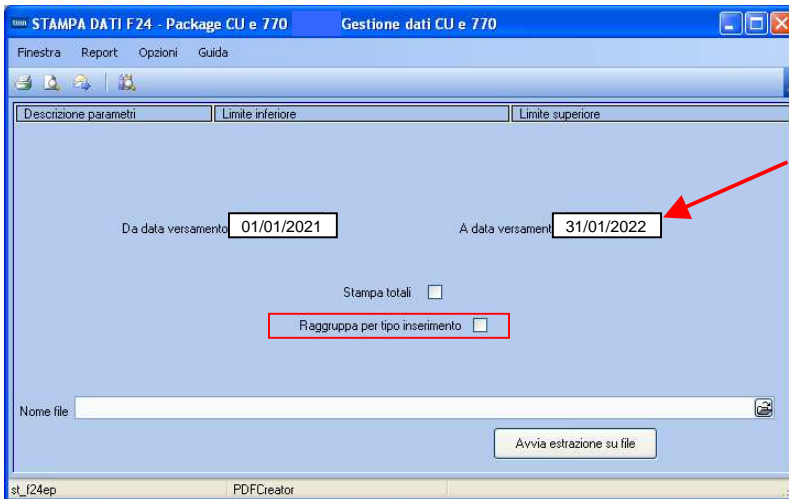 tinn STAMPA DATI F24 - Package CU e 770 Gestione dati CU e 770
Finestra Report Opzioni Guida
Descrizione parametri Limite inferiore Limite superiore
Da data versamento 01/01/2021 A data versament 31/01/2022
Stampa totali
Raggruppa per tipo inserimento
Nome file
Avvia estrazione su file
st_f24ep PDFCreator